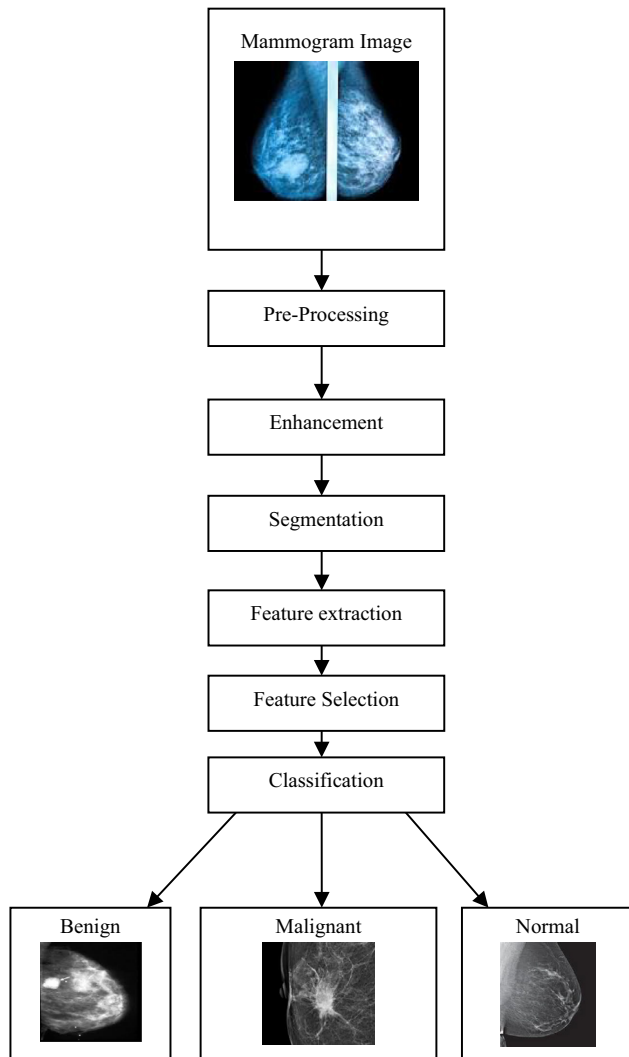 Mammogram Image
Pre-Processing
Enhancement
Segmentation
Feature extraction
Feature Selection
Classification
Benign
Malignant
Normal